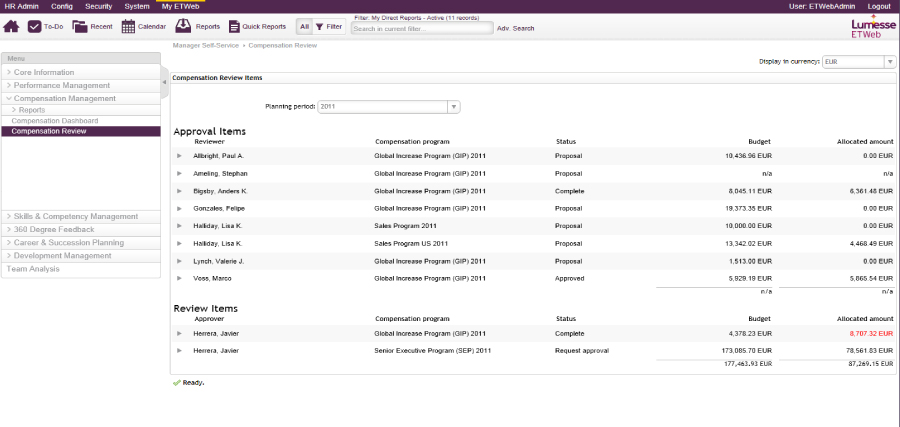 HR Admin Config Security System My ETWeb User: ETWebAdmin Logout
To-Do Recent Calendar Reports Quick Reports All Filter Filter: My Direct Reports - Active (11 records)
Search in current filter... Adv. Search
Lumesse
ETWeb
Manager Self-Service • Compensation Review
Menu
Core Information
Performance Management
Compensation Management
Reports
Compensation Dashboard
Compensation Review
Skills & Competency Management
360 Degree Feedback
Career & Succession Planning
Development Management
Team Analysis
Display in currency: EUR
Compensation Review Items
Planning period: 2011
Approval Items
Reviewer Compensation program Status Budget Allocated amount
Allbright, Paul A. Global Increase Program (GIP) 2011 Proposal 10,436.96 EUR 0.00 EUR
Ameling, Stephan Global Increase Program (GIP) 2011 Proposal n/a n/a
Bigsby, Anders K. Global Increase Program (GIP) 2011 Complete 8,045.11 EUR 6,361.48 EUR
Gonzales, Felipe Global Increase Program (GIP) 2011 Proposal 19,373.35 EUR 0.00 EUR
Halliday, Lisa K. Sales Program 2011 Proposal 10,000.00 EUR 0.00 EUR
Halliday, Lisa K. Sales Program US 2011 Proposal 13,342.02 EUR 4,468.49 EUR
Lynch, Valerie J. Global Increase Program (GIP) 2011 Proposal 1,513.00 EUR 0.00 EUR
Voss, Marco Global Increase Program (GIP) 2011 Approved 5,929.19 EUR 5,865.54 EUR
n/a n/a
Review Items
Approver Compensation program Status Budget Allocated amount
Herrera, Javier Global Increase Program (GIP) 2011 Complete 4,378.23 EUR 8,707.32 EUR
Herrera, Javier Senior Executive Program (SEP) 2011 Request approval 173,085.70 EUR 78,561.83 EUR
177,463.93 EUR 87,269.15 EUR
Ready.